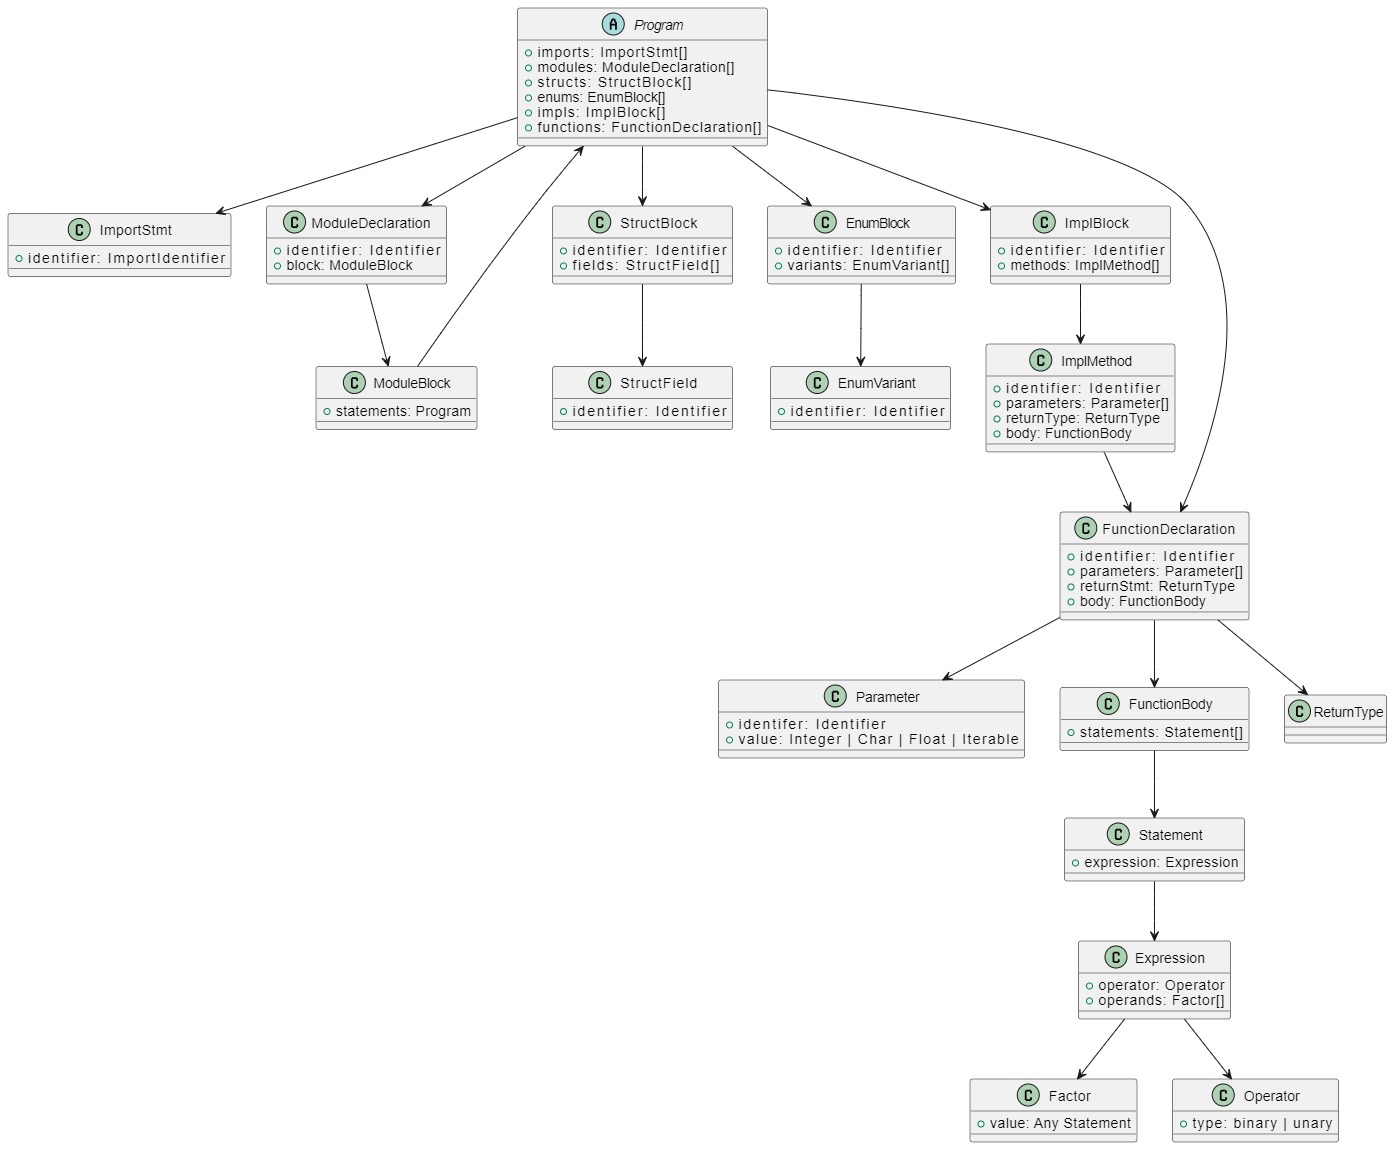 A Program
imports: ImportStmt[]
modules: ModuleDeclaration[]
structs: StructBlock[]
enums: EnumBlock[]
impls: ImplBlock[]
functions: FunctionDeclaration[]
C ImportStmt
identifier: ImportIdentifier
C ModuleDeclaration
identifier: Identifier
block: ModuleBlock
C StructBlock
identifier: Identifier
fields: StructField[]
C EnumBlock
identifier: Identifier
variants: EnumVariant[]
C ImplBlock
identifier: Identifier
methods: ImplMethod[]
C ModuleBlock
statements: Program
C StructField
identifier: Identifier
C EnumVariant
identifier: Identifier
C ImplMethod
identifier: Identifier
parameters: Parameter[]
returnType: ReturnType
body: FunctionBody
C FunctionDeclaration
identifier: Identifier
parameters: Parameter[]
returnStmt: ReturnType
body: FunctionBody
C Parameter
identifer: Identifier
value: Integer | Char | Float | Iterable
C FunctionBody
statements: Statement[]
C ReturnType
C Statement
expression: Expression
C Expression
operator: Operator
operands: Factor[]
C Factor
value: Any Statement
C Operator
type: binary | unary